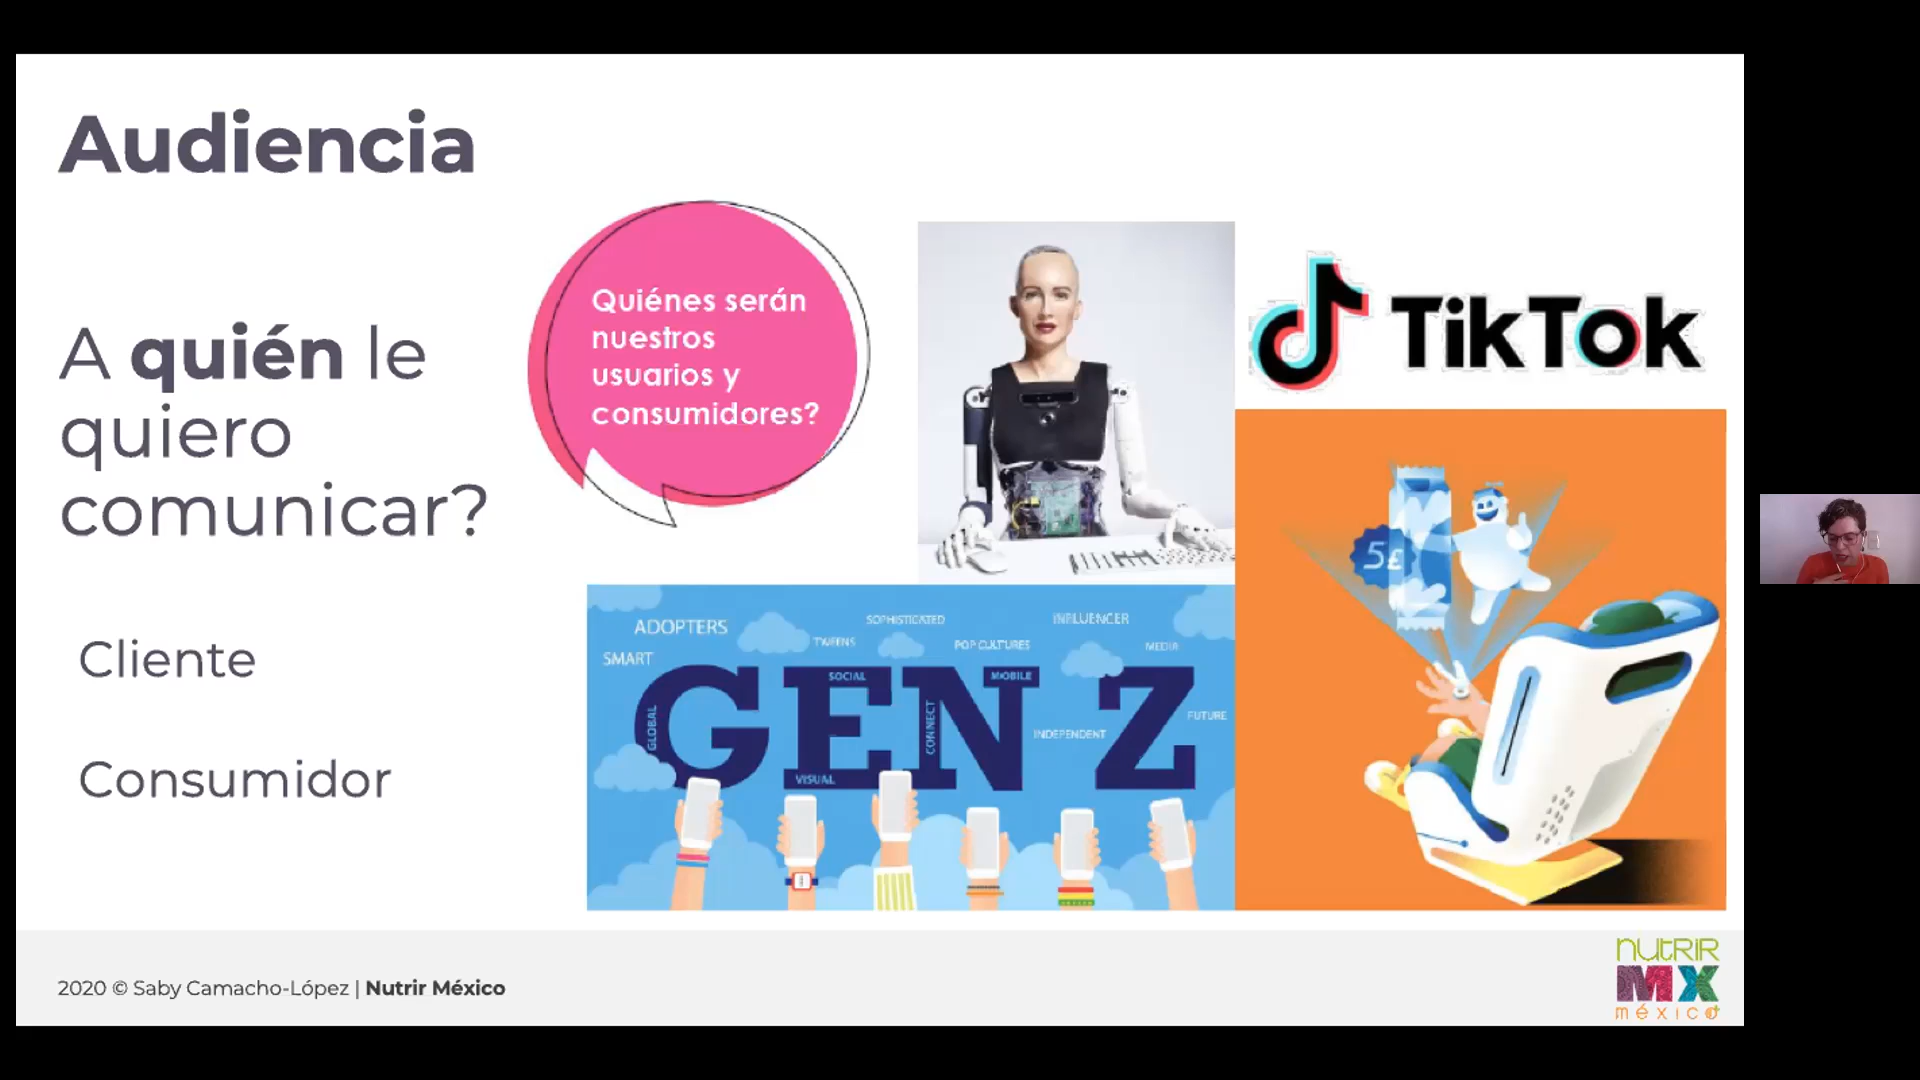 Audiencia
A quién le
quiero
comunicar?
Cliente
Consumidor
Quiénes serán
nuestros
usuarios y
consumidores?
TikTok
5£
ADOPTERS
SOPHISTICATED
INFLUENCER
TWEENS
POP CULTURES
MEDIA
SMART
GEN Z
SOCIAL
MOBILE
GLOBAL
CONNECT
FUTURE
INDEPENDENT
VISUAL
2020 © Saby Camacho-López | Nutrir México
nutrir
MX
méxico